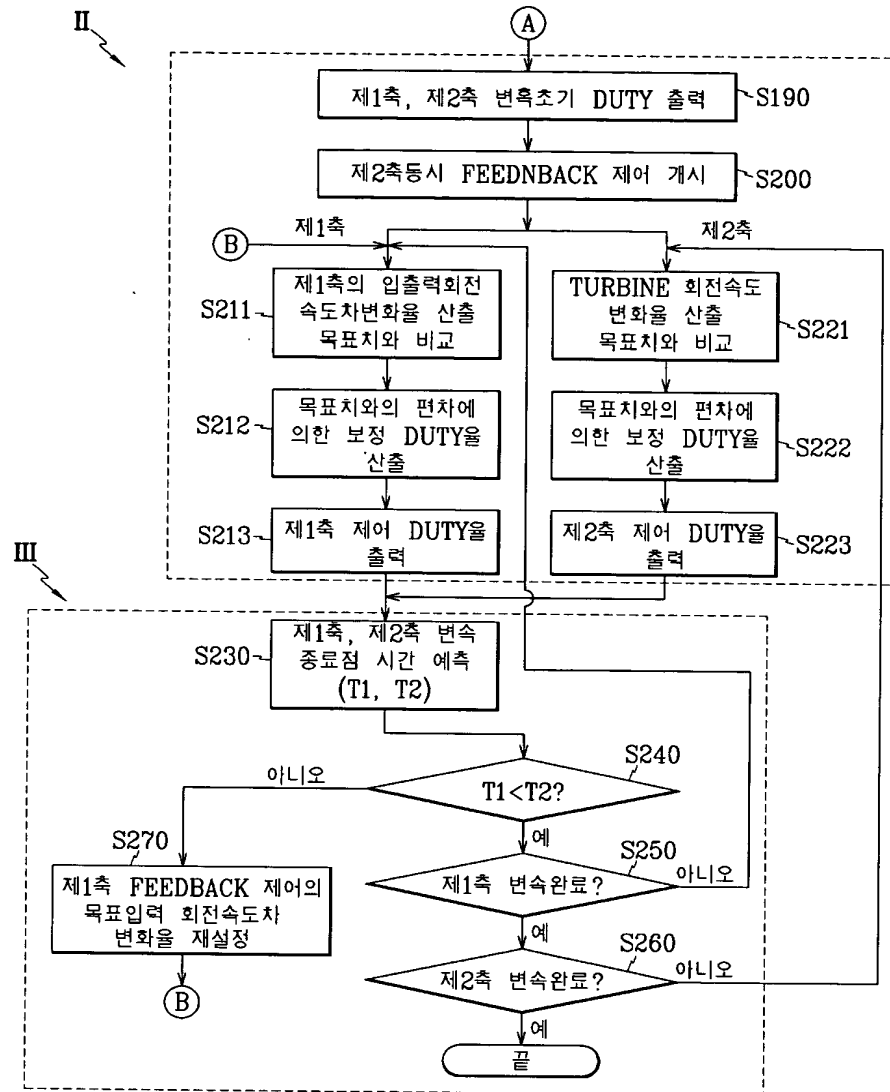 II
A
제1축, 제2축 변혹초기 DUTY 출력
S190
제2축동시 FEEDNBACK 제어 개시
S200
제1축
제2축
B
제1축의 입출력회전
속도차변화율 산출
목표치와 비교
S211
TURBINE 회전속도
변화율 산출
목표치와 비교
S221
목표치와의 편차에
의한 보정 DUTY율
산출
S212
목표치와의 편차에
의한 보정 DUTY율
산출
S222
제1축 제어 DUTY율
출력
S213
제2축 제어 DUTY율
출력
S223
III
제1축, 제2축 변속
종료점 시간 예측
(T1, T2)
S230
S240
T1<T2?
아니오
예
S250
제1축 변속완료?
아니오
예
S260
제2축 변속완료?
아니오
예
끝
S270
제1축 FEEDBACK 제어의
목표입력 회전속도차
변화율 재설정
B